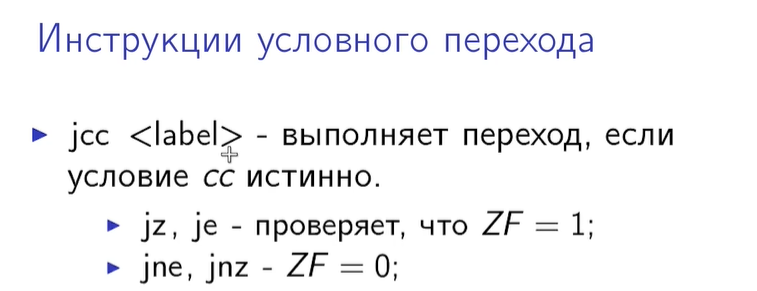 Инструкции условного перехода
▶ jcc <label> - выполняет переход, если
условие cc истинно.
▶ jz, je - проверяет, что ZF = 1;
▶ jne, jnz - ZF = 0;